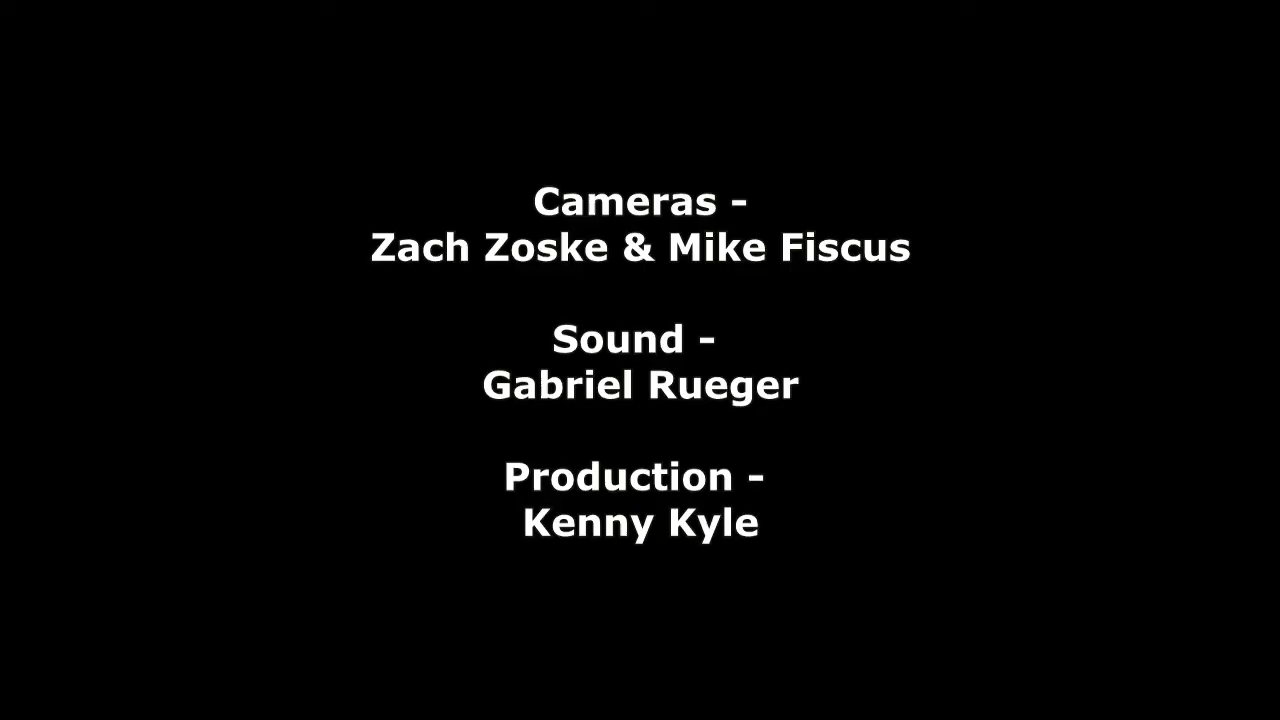 Cameras -
Zach Zoske & Mike Fiscus
Sound -
Gabriel Rueger
Production -
Kenny Kyle